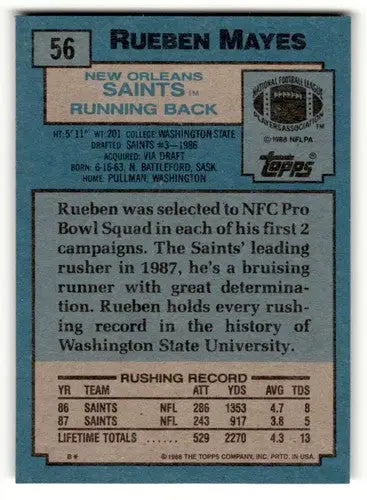 56
RUEBEN MAYES
NEW ORLEANS
SAINTS™
RUNNING BACK
NATIONAL FOOTBALL LEAGUE
PLAYERS ASSOCIATION
™
© 1988 NFLPA
Topps®
HT: 5'11" WT: 201 COLLEGE: WASHINGTON STATE
DRAFTED: SAINTS #3—1986
ACQUIRED: VIA DRAFT
BORN: 6-16-63, N. BATTLEFORD, SASK.
HOME: PULLMAN, WASHINGTON
Rueben was selected to NFC Pro
Bowl Squad in each of his first 2
campaigns. The Saints' leading
rusher in 1987, he's a bruising
runner with great determina-
tion. Rueben holds every rush-
ing record in the history of
Washington State University.
RUSHING RECORD
YR TEAM ATT YDS AVG TDS
86 SAINTS NFL 286 1353 4.7 8
87 SAINTS NFL 243 917 3.8 5
LIFETIME TOTALS 529 2270 4.3 13
B* © 1988 THE TOPPS COMPANY, INC. PRTD. IN USA.